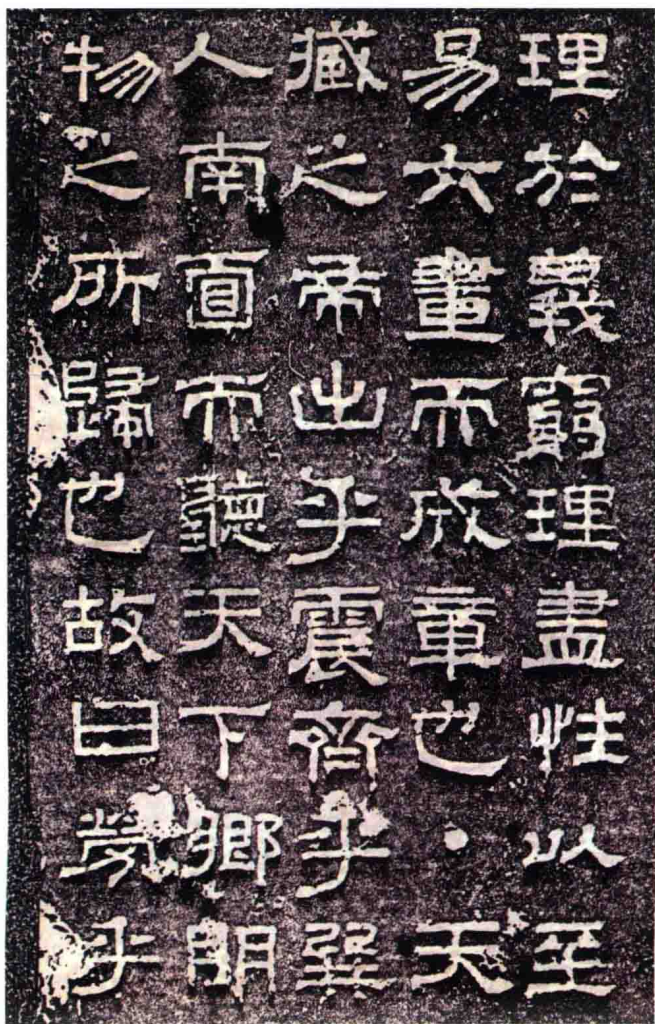 理於義窮理盡性以至
易六畫而成章也・天
藏之帝出乎震齊乎巽
人南面而聽天下鄉明
物之所歸也故曰勞乎